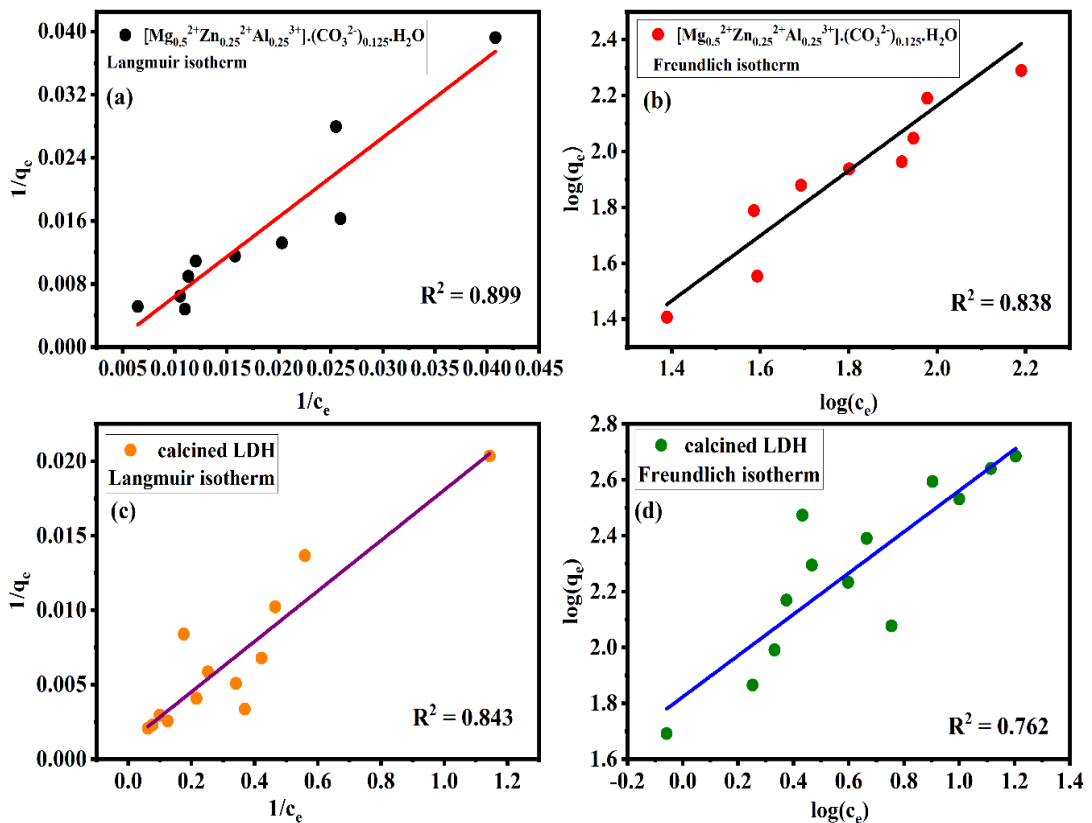 [Mg₀.₅²⁺Zn₀.₂₅²⁺Al₀.₂₅³⁺].(CO₃²⁻)₀.₁₂₅.H₂O
Langmuir isotherm
(a)
R² = 0.899
0.040
0.032
0.024
0.016
0.008
0.000
1/qₑ
0.005 0.010 0.015 0.020 0.025 0.030 0.035 0.040 0.045
1/cₑ
[Mg₀.₅²⁺Zn₀.₂₅²⁺Al₀.₂₅³⁺].(CO₃²⁻)₀.₁₂₅.H₂O
Freundlich isotherm
(b)
R² = 0.838
2.4
2.2
2.0
1.8
1.6
1.4
log(qₑ)
1.4 1.6 1.8 2.0 2.2
log(cₑ)
calcined LDH
Langmuir isotherm
(c)
R² = 0.843
0.020
0.015
0.010
0.005
0.000
1/qₑ
0.0 0.2 0.4 0.6 0.8 1.0 1.2
1/cₑ
calcined LDH
Freundlich isotherm
(d)
R² = 0.762
2.8
2.6
2.4
2.2
2.0
1.8
1.6
log(qₑ)
-0.2 0.0 0.2 0.4 0.6 0.8 1.0 1.2 1.4
log(cₑ)